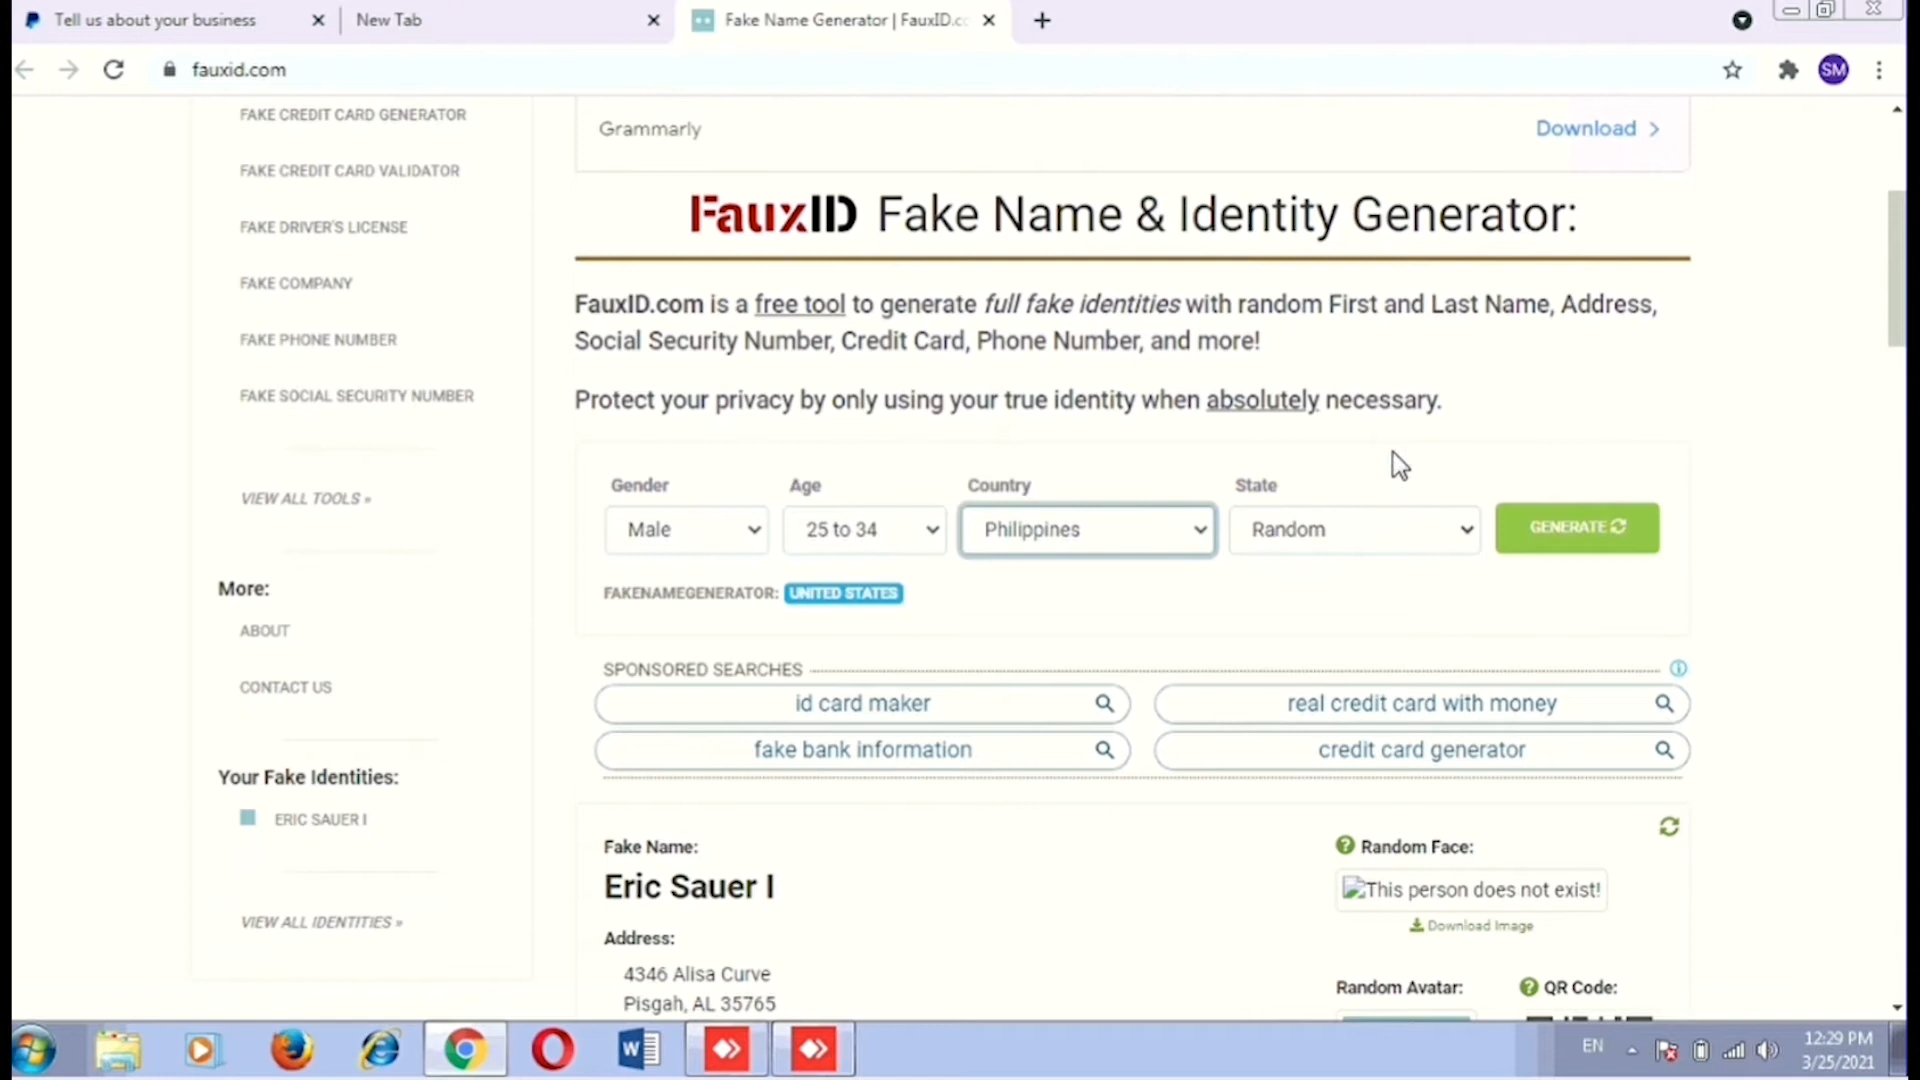 Tell us about your business
New Tab
Fake Name Generator | FauxID.c
fauxid.com
SM
FAKE CREDIT CARD GENERATOR
FAKE CREDIT CARD VALIDATOR
FAKE DRIVER'S LICENSE
FAKE COMPANY
FAKE PHONE NUMBER
FAKE SOCIAL SECURITY NUMBER
VIEW ALL TOOLS »
More:
ABOUT
CONTACT US
Your Fake Identities:
ERIC SAUER I
VIEW ALL IDENTITIES »
Grammarly
Download
FauxID Fake Name & Identity Generator:
FauxID.com is a free tool to generate full fake identities with random First and Last Name, Address,
Social Security Number, Credit Card, Phone Number, and more!
Protect your privacy by only using your true identity when absolutely necessary.
Gender Age Country State
Male 25 to 34 Philippines Random GENERATE
FAKENAMEGENERATOR: UNITED STATES
SPONSORED SEARCHES
id card maker real credit card with money
fake bank information credit card generator
Fake Name:
Eric Sauer I
Address:
4346 Alisa Curve
Pisgah, AL 35765
Random Face:
This person does not exist!
Download Image
Random Avatar: QR Code:
EN
12:29 PM
3/25/2021